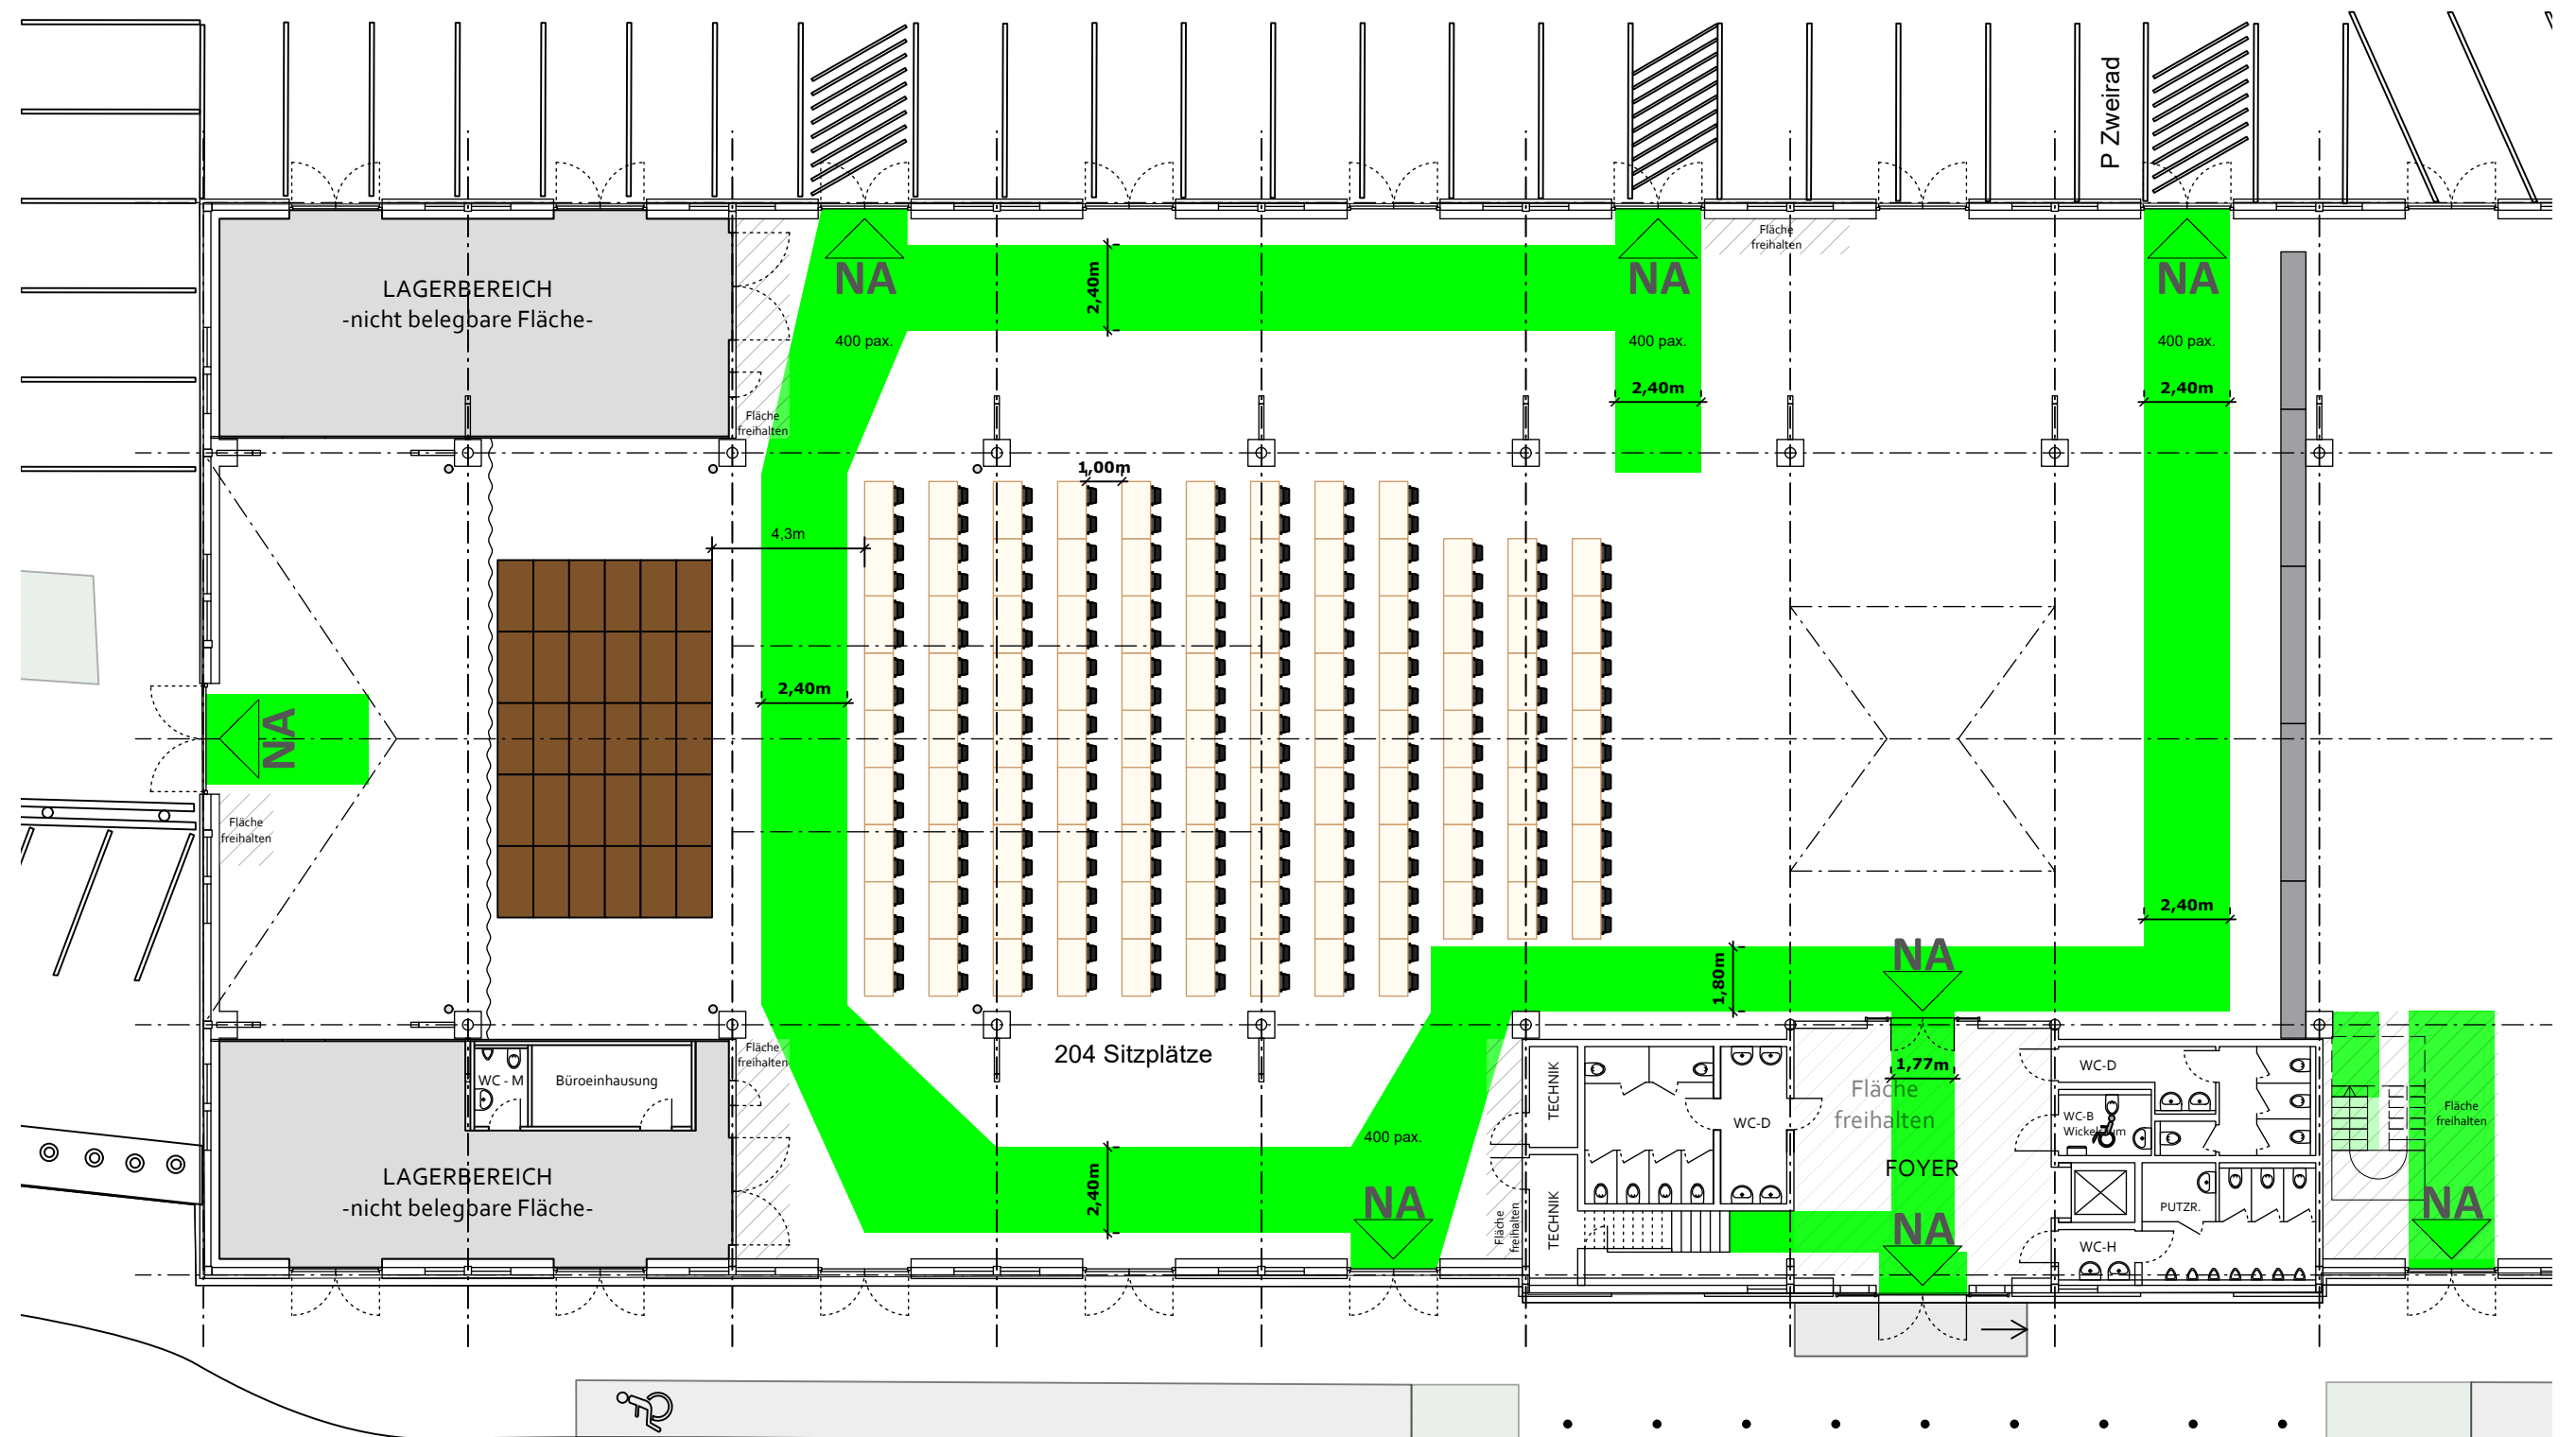 P Zweirad
NA
NA
NA
Fläche
freihalten
LAGERBEREICH
-nicht belegbare Fläche-
2,40m
400 pax.
400 pax.
400 pax.
2,40m
2,40m
Fläche
freihalten
1,00m
4,3m
2,40m
NA
Fläche
freihalten
2,40m
NA
1,80m
204 Sitzplätze
Fläche
freihalten
WC - M
Büroeinhausung
TECHNIK
1,77m
Fläche
freihalten
WC-D
WC-D
WC-B
Wickelraum
Fläche
freihalten
400 pax.
LAGERBEREICH
-nicht belegbare Fläche-
2,40m
NA
Fläche
freihalten
TECHNIK
FOYER
NA
PUTZR.
WC-H
NA